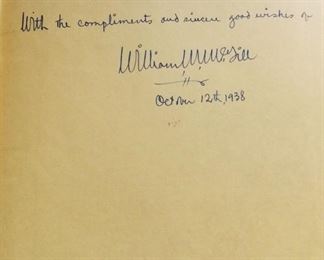 With the compliments and sincere good wishes of
William M. McGill
October 12th, 1938